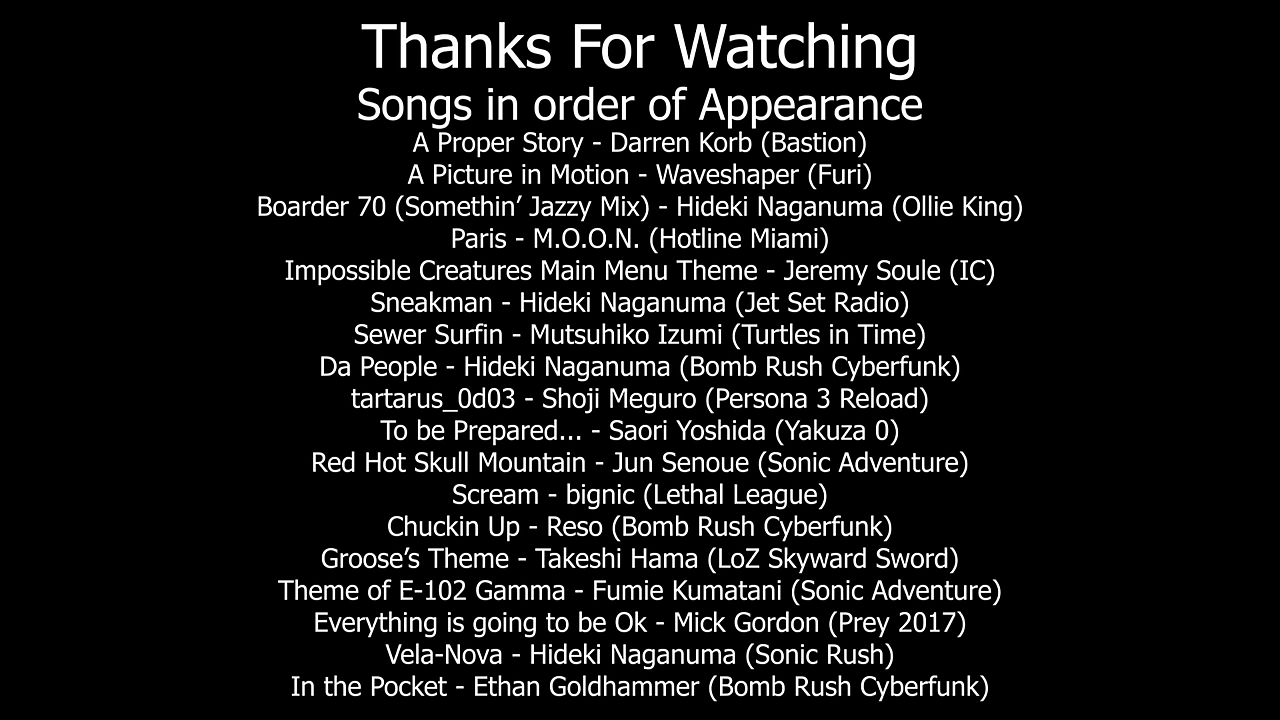 Thanks For Watching
Songs in order of Appearance
A Proper Story - Darren Korb (Bastion)
A Picture in Motion - Waveshaper (Furi)
Boarder 70 (Somethin’ Jazzy Mix) - Hideki Naganuma (Ollie King)
Paris - M.O.O.N. (Hotline Miami)
Impossible Creatures Main Menu Theme - Jeremy Soule (IC)
Sneakman - Hideki Naganuma (Jet Set Radio)
Sewer Surfin - Mutsuhiko Izumi (Turtles in Time)
Da People - Hideki Naganuma (Bomb Rush Cyberfunk)
tartarus_0d03 - Shoji Meguro (Persona 3 Reload)
To be Prepared... - Saori Yoshida (Yakuza 0)
Red Hot Skull Mountain - Jun Senoue (Sonic Adventure)
Scream - bignic (Lethal League)
Chuckin Up - Reso (Bomb Rush Cyberfunk)
Groose’s Theme - Takeshi Hama (LoZ Skyward Sword)
Theme of E-102 Gamma - Fumie Kumatani (Sonic Adventure)
Everything is going to be Ok - Mick Gordon (Prey 2017)
Vela-Nova - Hideki Naganuma (Sonic Rush)
In the Pocket - Ethan Goldhammer (Bomb Rush Cyberfunk)